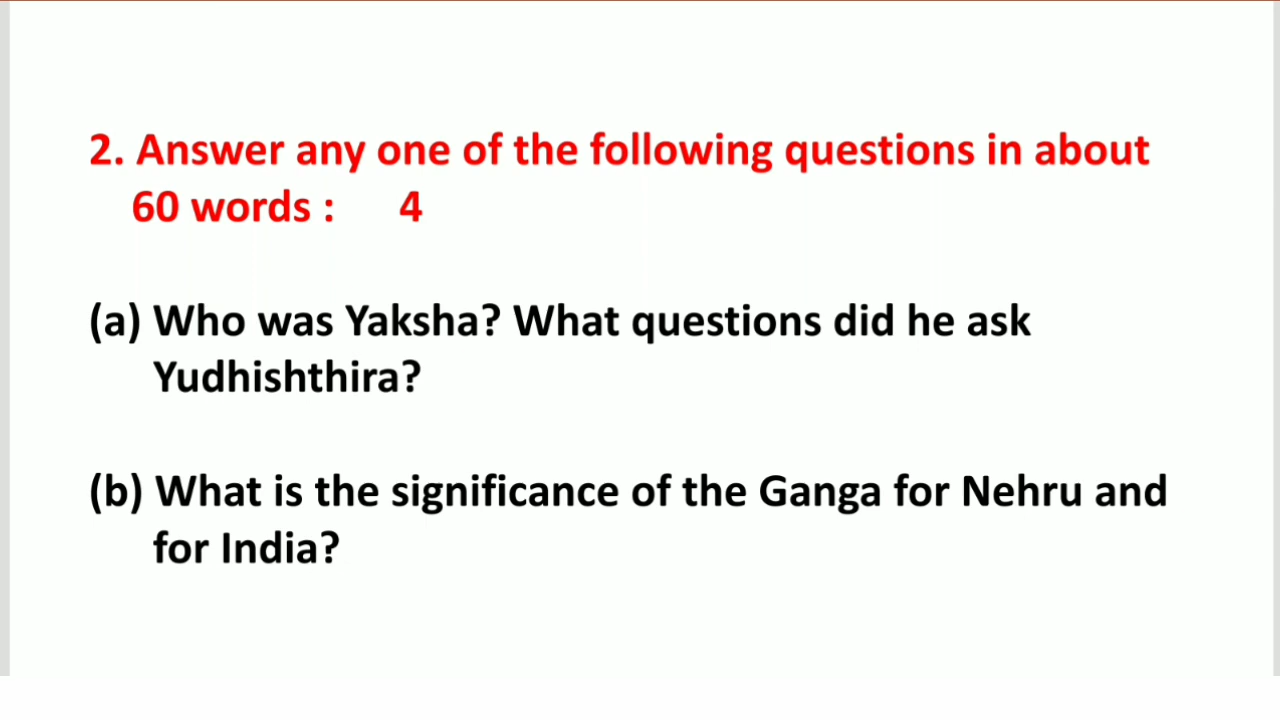 2. Answer any one of the following questions in about
60 words : 4
(a) Who was Yaksha? What questions did he ask
Yudhishthira?
(b) What is the significance of the Ganga for Nehru and
for India?